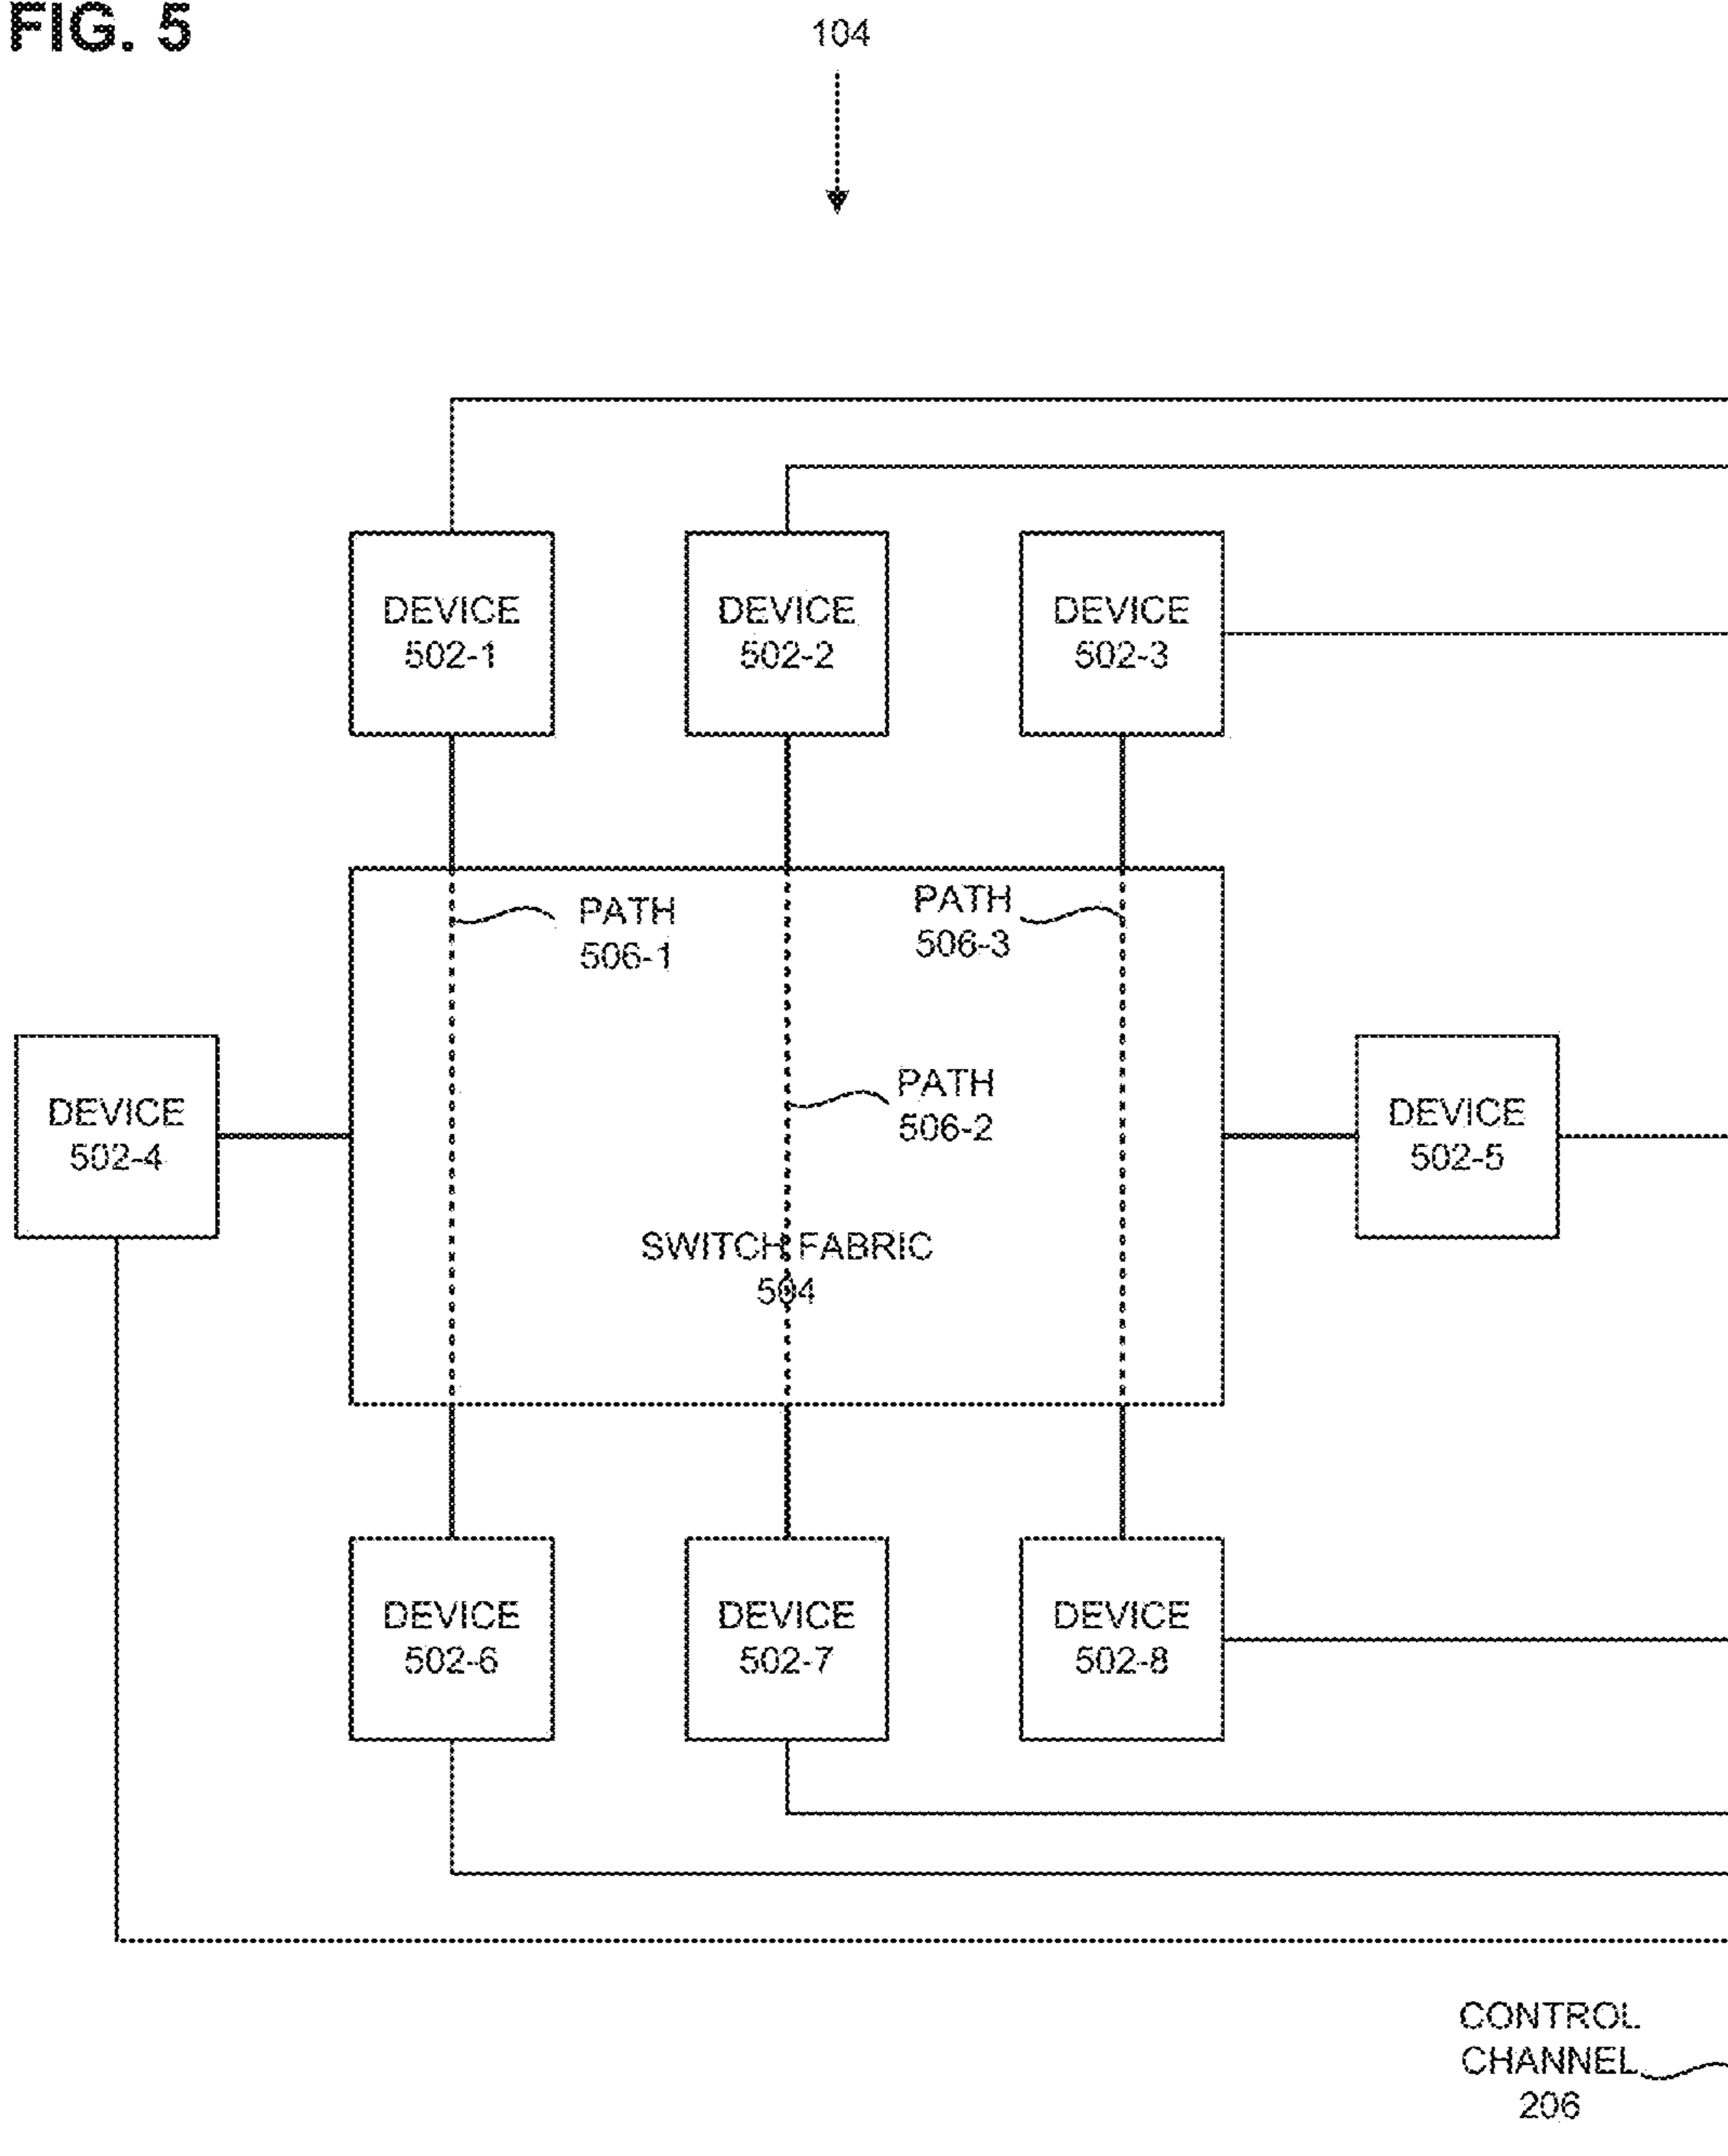 FIG. 5
104
DEVICE
502-1
DEVICE
502-2
DEVICE
502-3
PATH
506-1
PATH
506-3
PATH
506-2
DEVICE
502-4
DEVICE
502-5
SWITCH FABRIC
504
DEVICE
502-6
DEVICE
502-7
DEVICE
502-8
CONTROL
CHANNEL
206